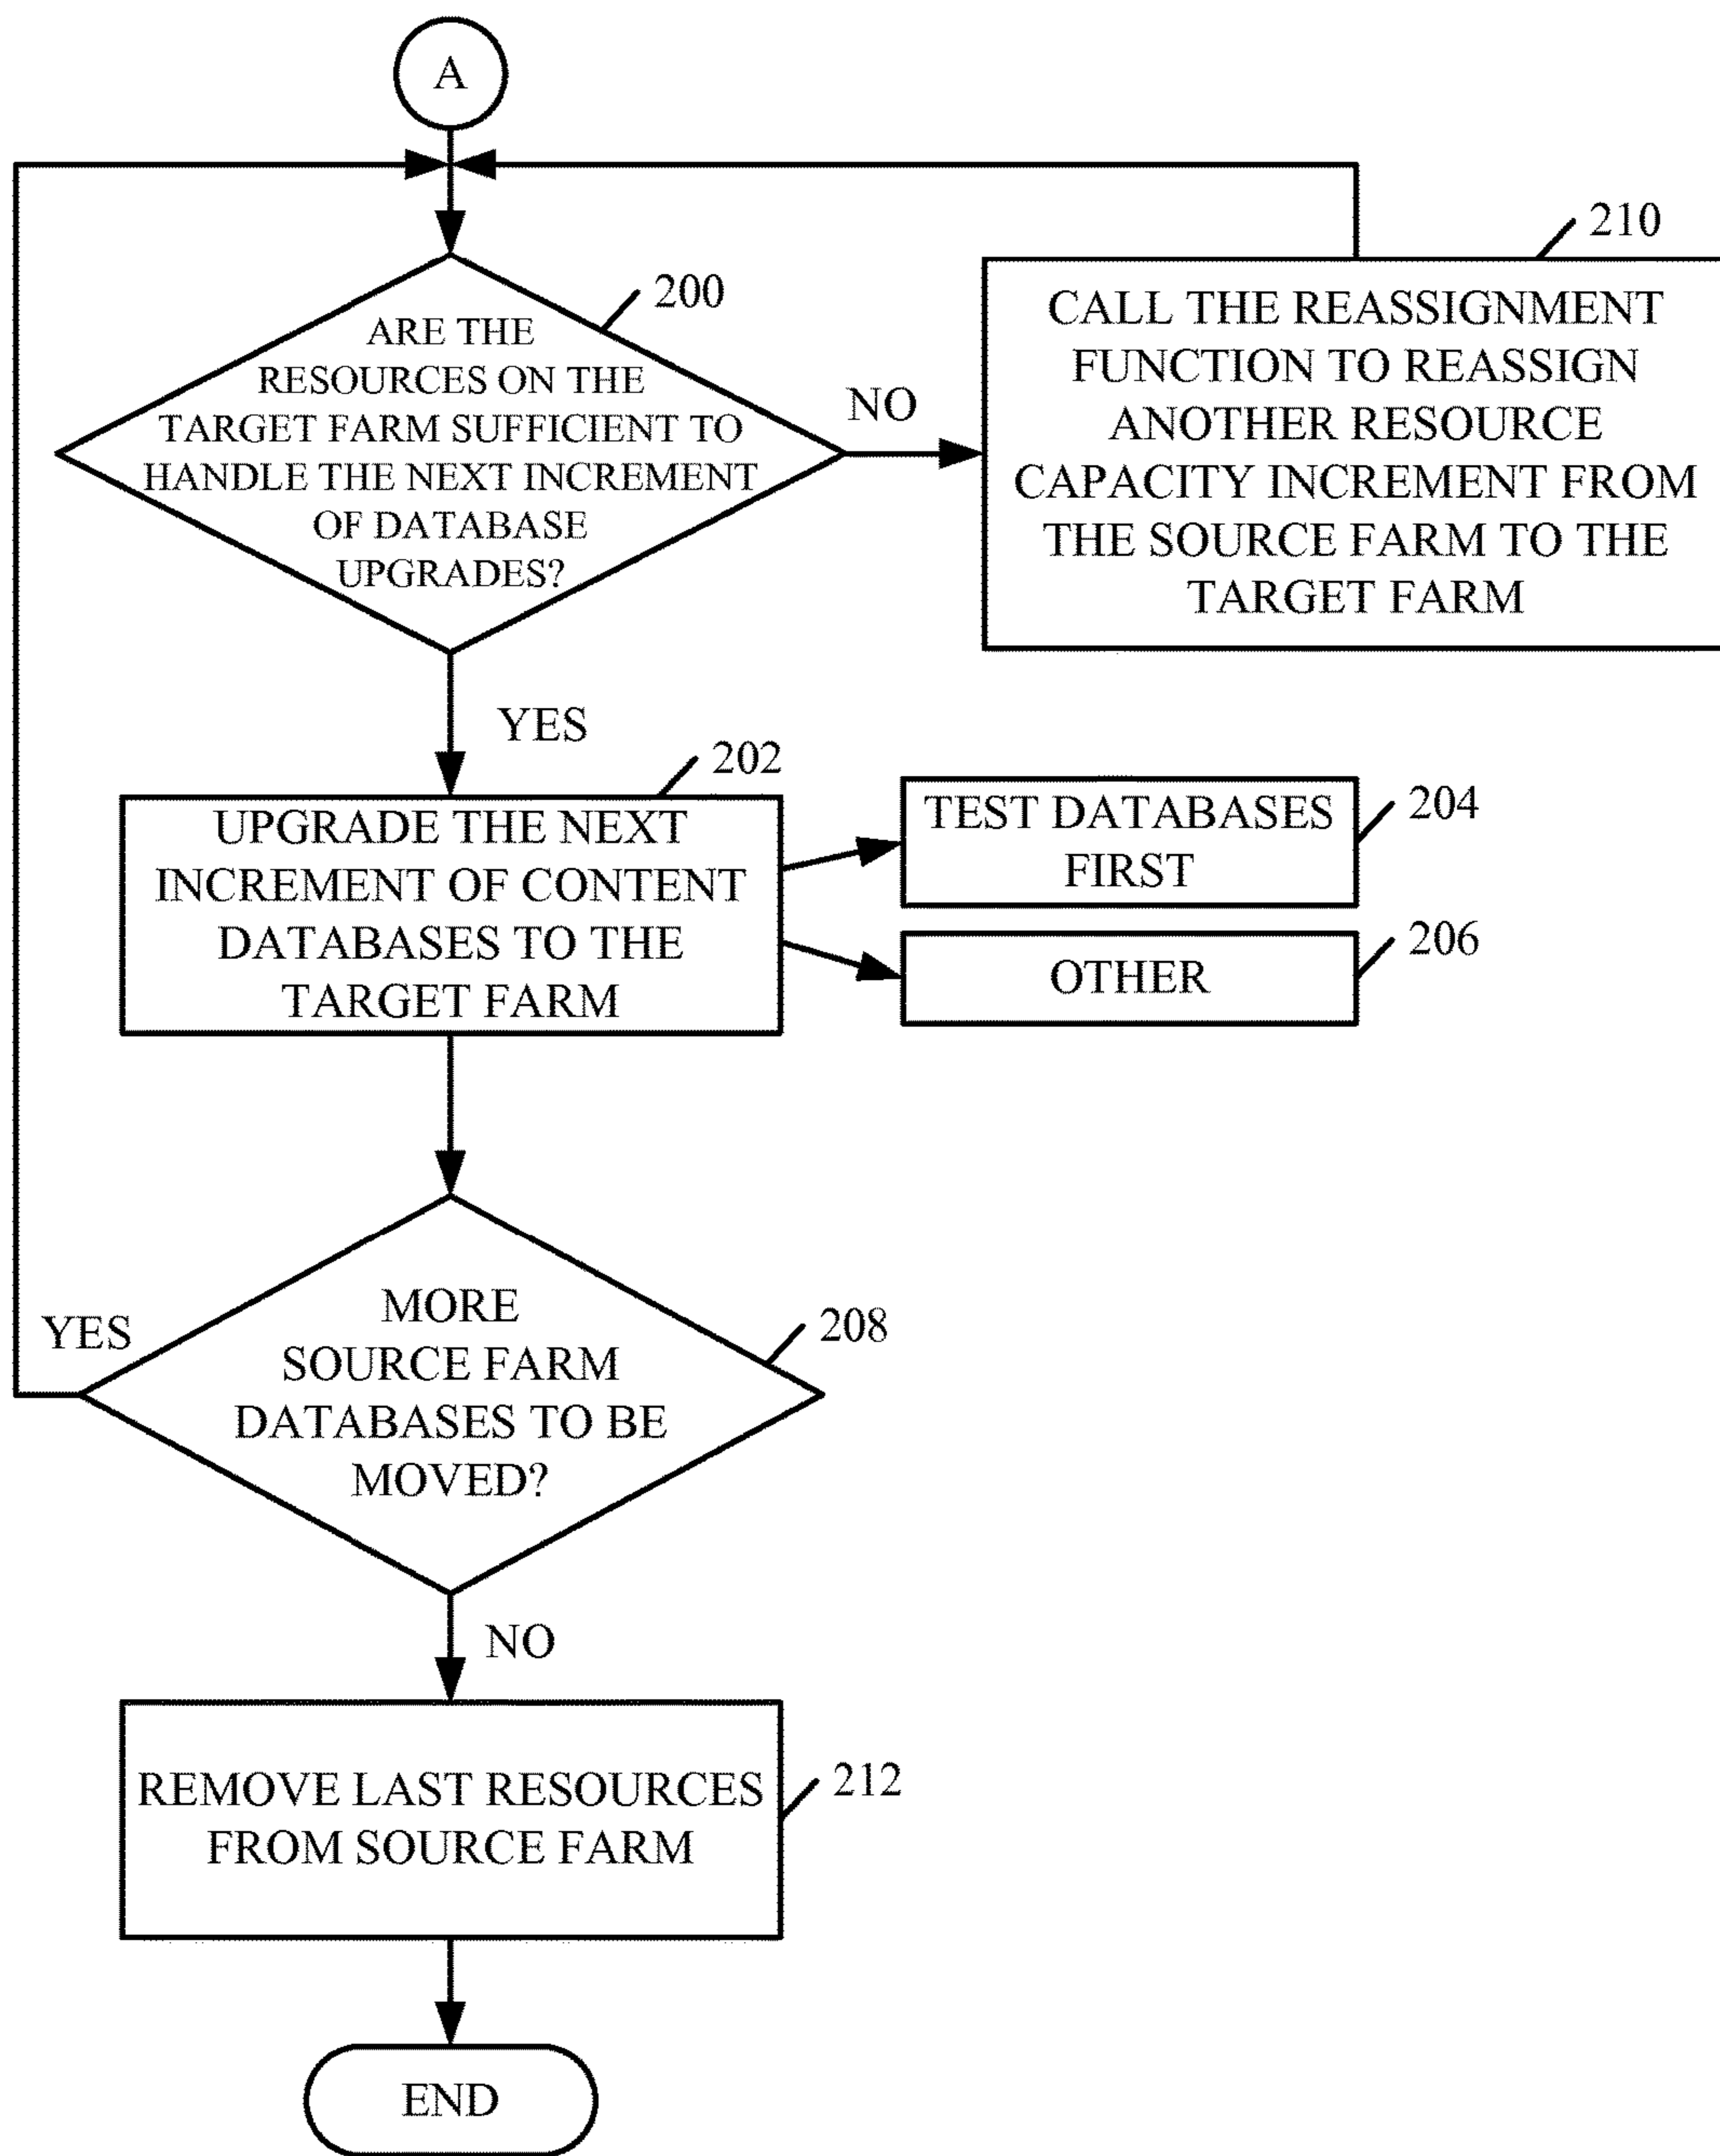 A
200
ARE THE
RESOURCES ON THE
TARGET FARM SUFFICIENT TO
HANDLE THE NEXT INCREMENT
OF DATABASE
UPGRADES?
NO
210
CALL THE REASSIGNMENT
FUNCTION TO REASSIGN
ANOTHER RESOURCE
CAPACITY INCREMENT FROM
THE SOURCE FARM TO THE
TARGET FARM
YES
202
UPGRADE THE NEXT
INCREMENT OF CONTENT
DATABASES TO THE
TARGET FARM
TEST DATABASES
FIRST
204
OTHER
206
YES
MORE
SOURCE FARM
DATABASES TO BE
MOVED?
208
NO
REMOVE LAST RESOURCES
FROM SOURCE FARM
212
END